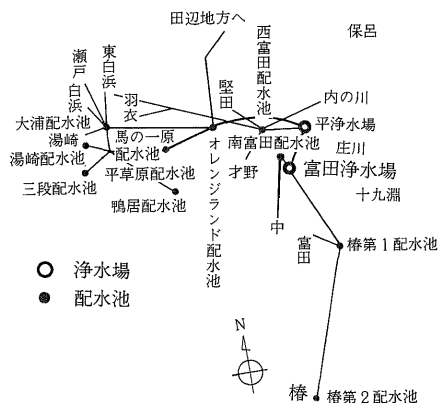 田辺地方へ
保呂
西富田配水池
瀬戸
東白浜
白浜
羽衣
堅田
内の川
大浦配水池
平浄水場
湯崎
馬の一原
配水池
南富田配水池
庄川
湯崎配水池
平草原配水池
才野
富田浄水場
三段配水池
オレンジランド配水池
十九淵
鴨居配水池
中
富田
椿第1配水池
浄水場
配水池
N
椿
椿第2配水池